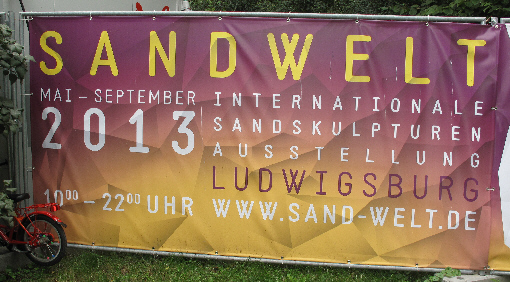 SANDWELT
MAI – SEPTEMBER
2013
INTERNATIONALE
SANDSKULPTUREN
AUSSTELLUNG
LUDWIGSBURG
10⁰⁰ – 22⁰⁰ UHR
WWW.SAND-WELT.DE